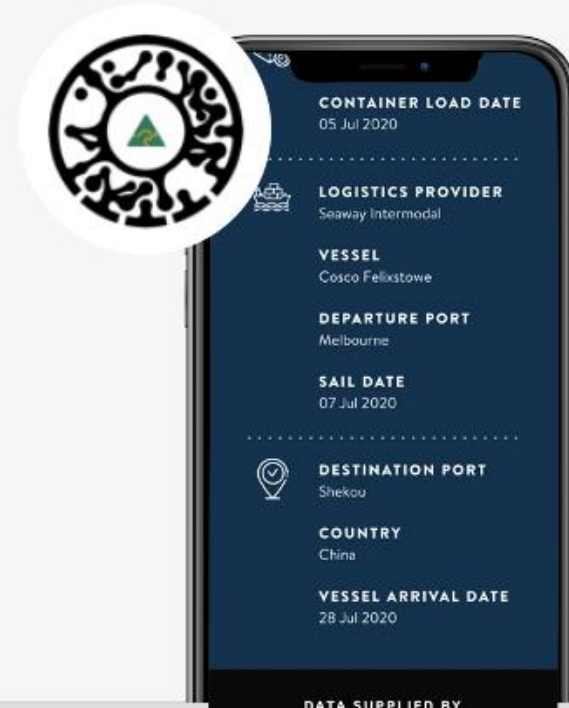 CONTAINER LOAD DATE
05 Jul 2020
LOGISTICS PROVIDER
Seaway Intermodal
VESSEL
Cosco Felixstowe
DEPARTURE PORT
Melbourne
SAIL DATE
07 Jul 2020
DESTINATION PORT
Shekou
COUNTRY
China
VESSEL ARRIVAL DATE
28 Jul 2020
DATA SUPPLIED BY